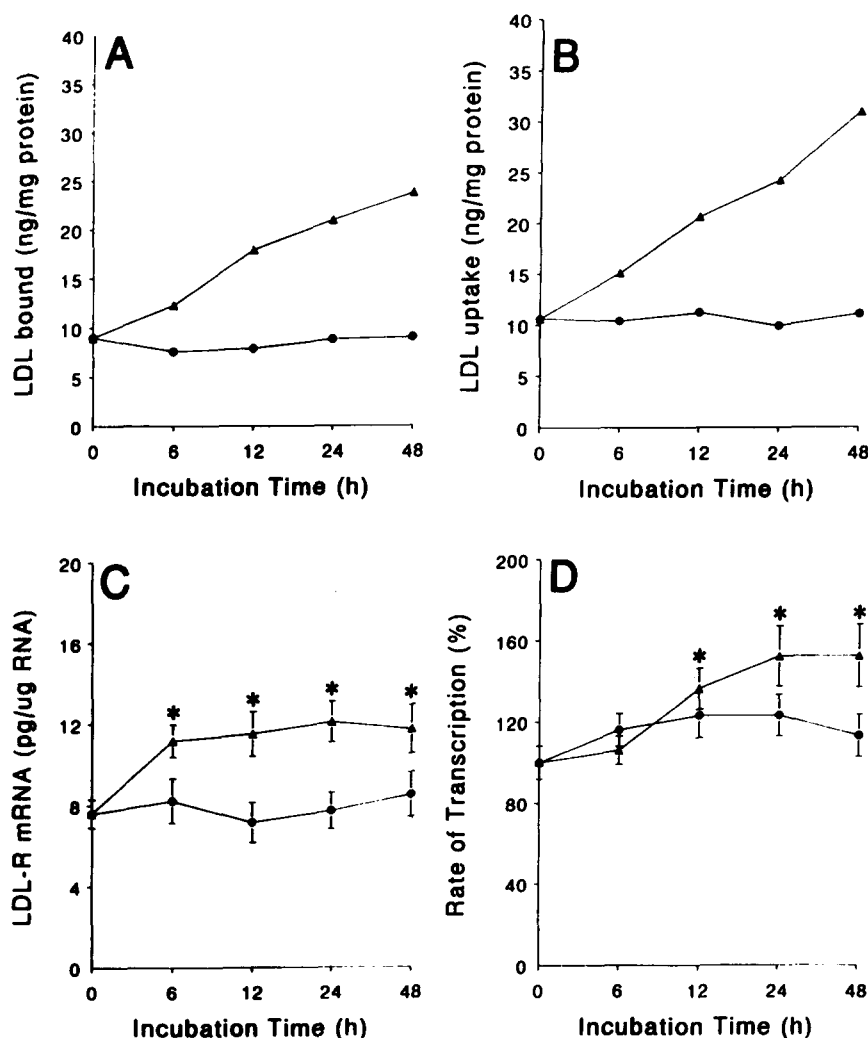 A
LDL bound (ng/mg protein)
40
35
30
25
20
15
10
5
0
0 6 12 24 48
Incubation Time (h)
B
LDL uptake (ng/mg protein)
40
35
30
25
20
15
10
5
0
0 6 12 24 48
Incubation Time (h)
C
LDL-R mRNA (pg/ug RNA)
20
16
12
8
4
0
* * * *
0 6 12 24 48
Incubation Time (h)
D
Rate of Transcription (%)
200
160
120
80
40
0
* * *
0 6 12 24 48
Incubation Time (h)